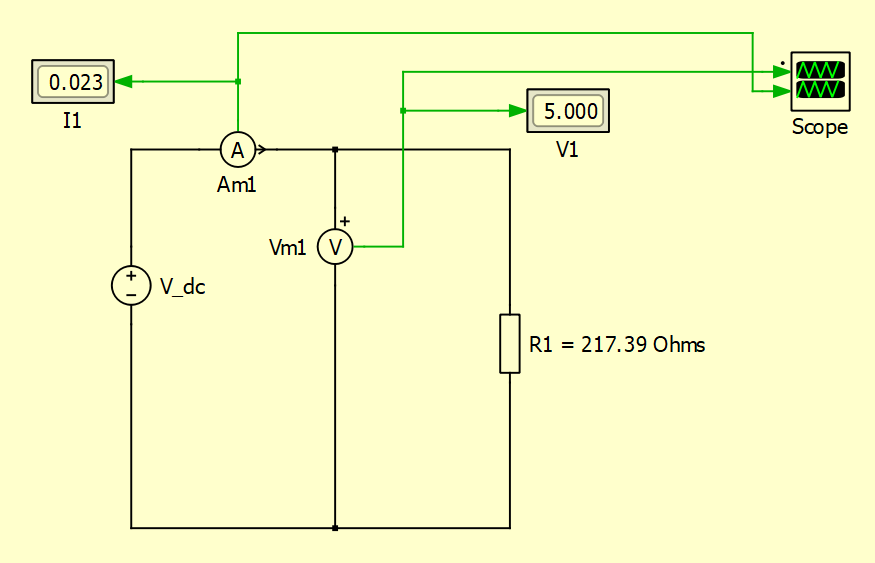 0.023
I1
5.000
V1
Scope
A
Am1
+
Vm1
V
+
−
V_dc
R1 = 217.39 Ohms